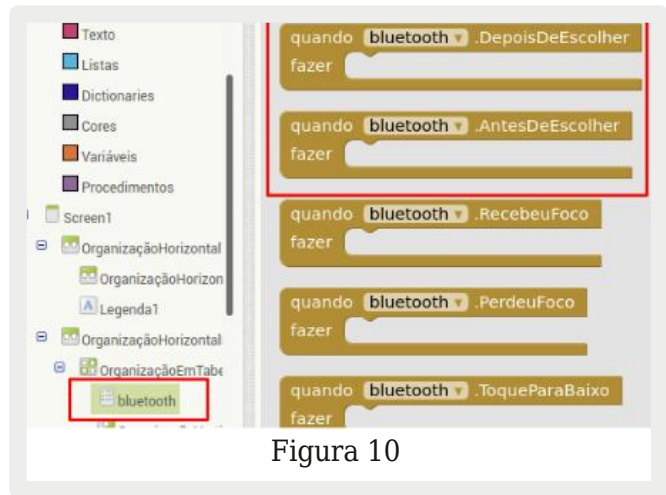 Texto
Listas
Dictionaries
Cores
Variáveis
Procedimentos
Screen1
OrganizaçãoHorizontal
OrganizaçãoHorizon
A Legenda1
OrganizaçãoHorizontal
OrganizaçãoEmTabe
bluetooth
quando bluetooth .DepoisDeEscolher
fazer
quando bluetooth .AntesDeEscolher
fazer
quando bluetooth .RecebeuFoco
fazer
quando bluetooth .PerdeuFoco
fazer
quando bluetooth .ToqueParaBaixo
fazer
Figura 10